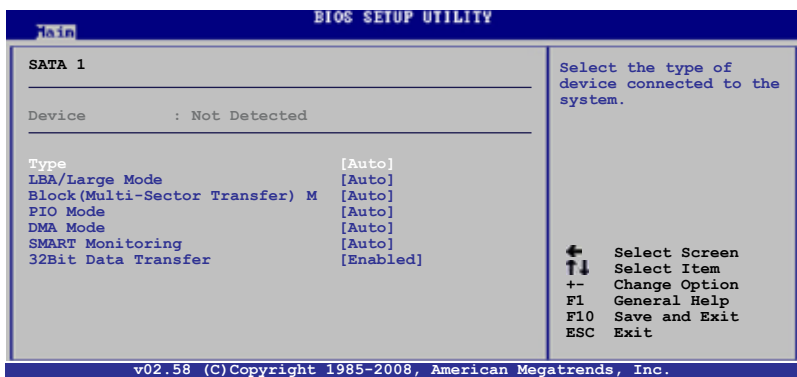 BIOS SETUP UTILITY
Main
SATA 1
Device : Not Detected
Type [Auto]
LBA/Large Mode [Auto]
Block(Multi-Sector Transfer) M [Auto]
PIO Mode [Auto]
DMA Mode [Auto]
SMART Monitoring [Auto]
32Bit Data Transfer [Enabled]
Select the type of
device connected to the
system.
Select Screen
Select Item
+- Change Option
F1 General Help
F10 Save and Exit
ESC Exit
v02.58 (C)Copyright 1985-2008, American Megatrends, Inc.